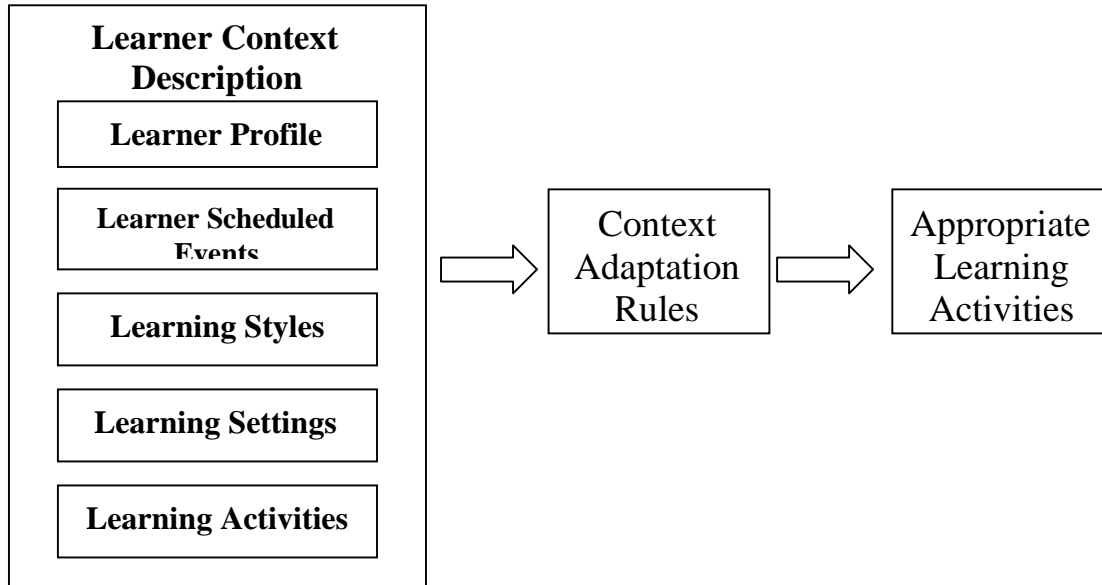 Learner Context
Description
Learner Profile
Learner Scheduled
Events
Learning Styles
Learning Settings
Learning Activities
Context
Adaptation
Rules
Appropriate
Learning
Activities